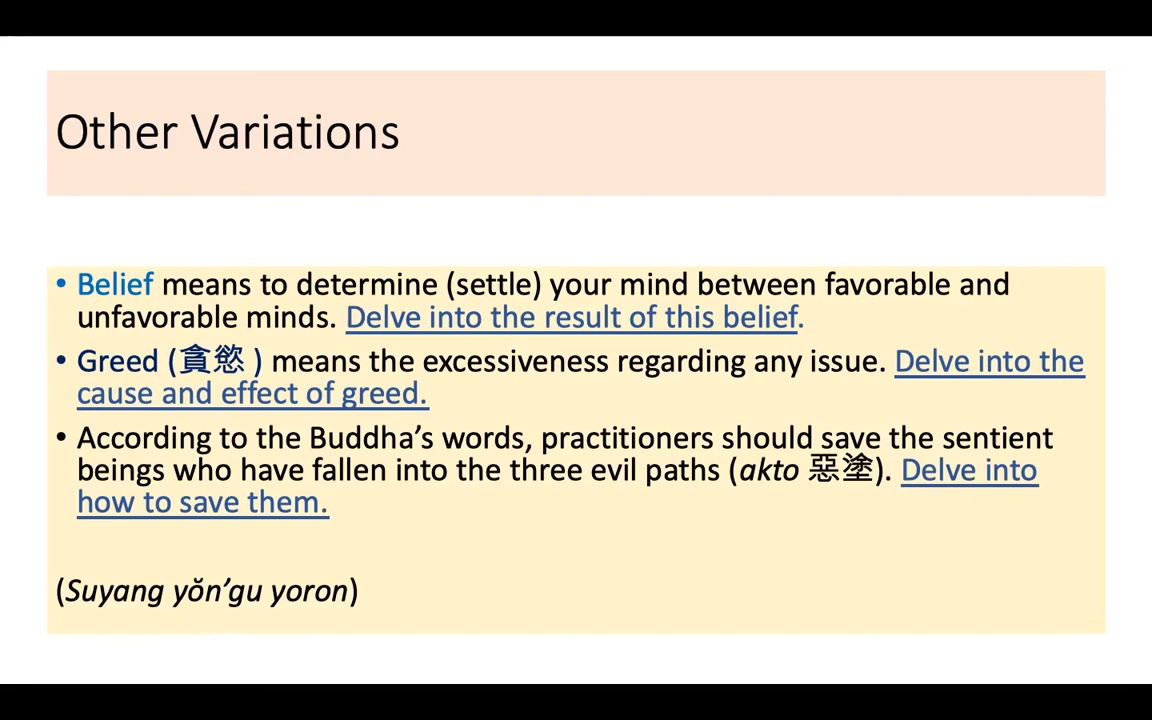 Other Variations
• Belief means to determine (settle) your mind between favorable and
unfavorable minds. Delve into the result of this belief.
• Greed (貪慾 ) means the excessiveness regarding any issue. Delve into the
cause and effect of greed.
• According to the Buddha’s words, practitioners should save the sentient
beings who have fallen into the three evil paths (akto 惡塗). Delve into
how to save them.
(Suyang yŏn’gu yoron)